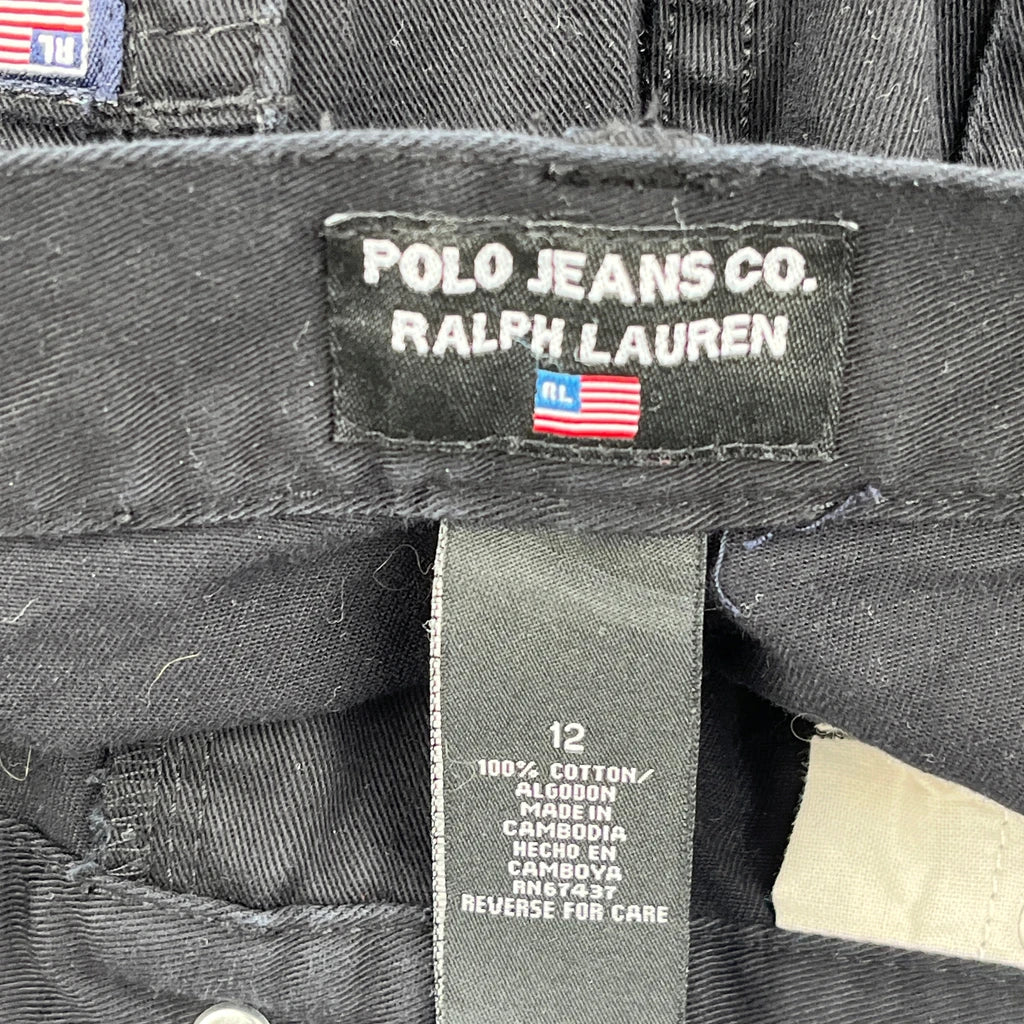 RL
POLO JEANS CO.
RALPH LAUREN
RL
12
100% COTTON/
ALGODON
MADE IN
CAMBODIA
HECHO EN
CAMBOYA
RN67437
REVERSE FOR CARE